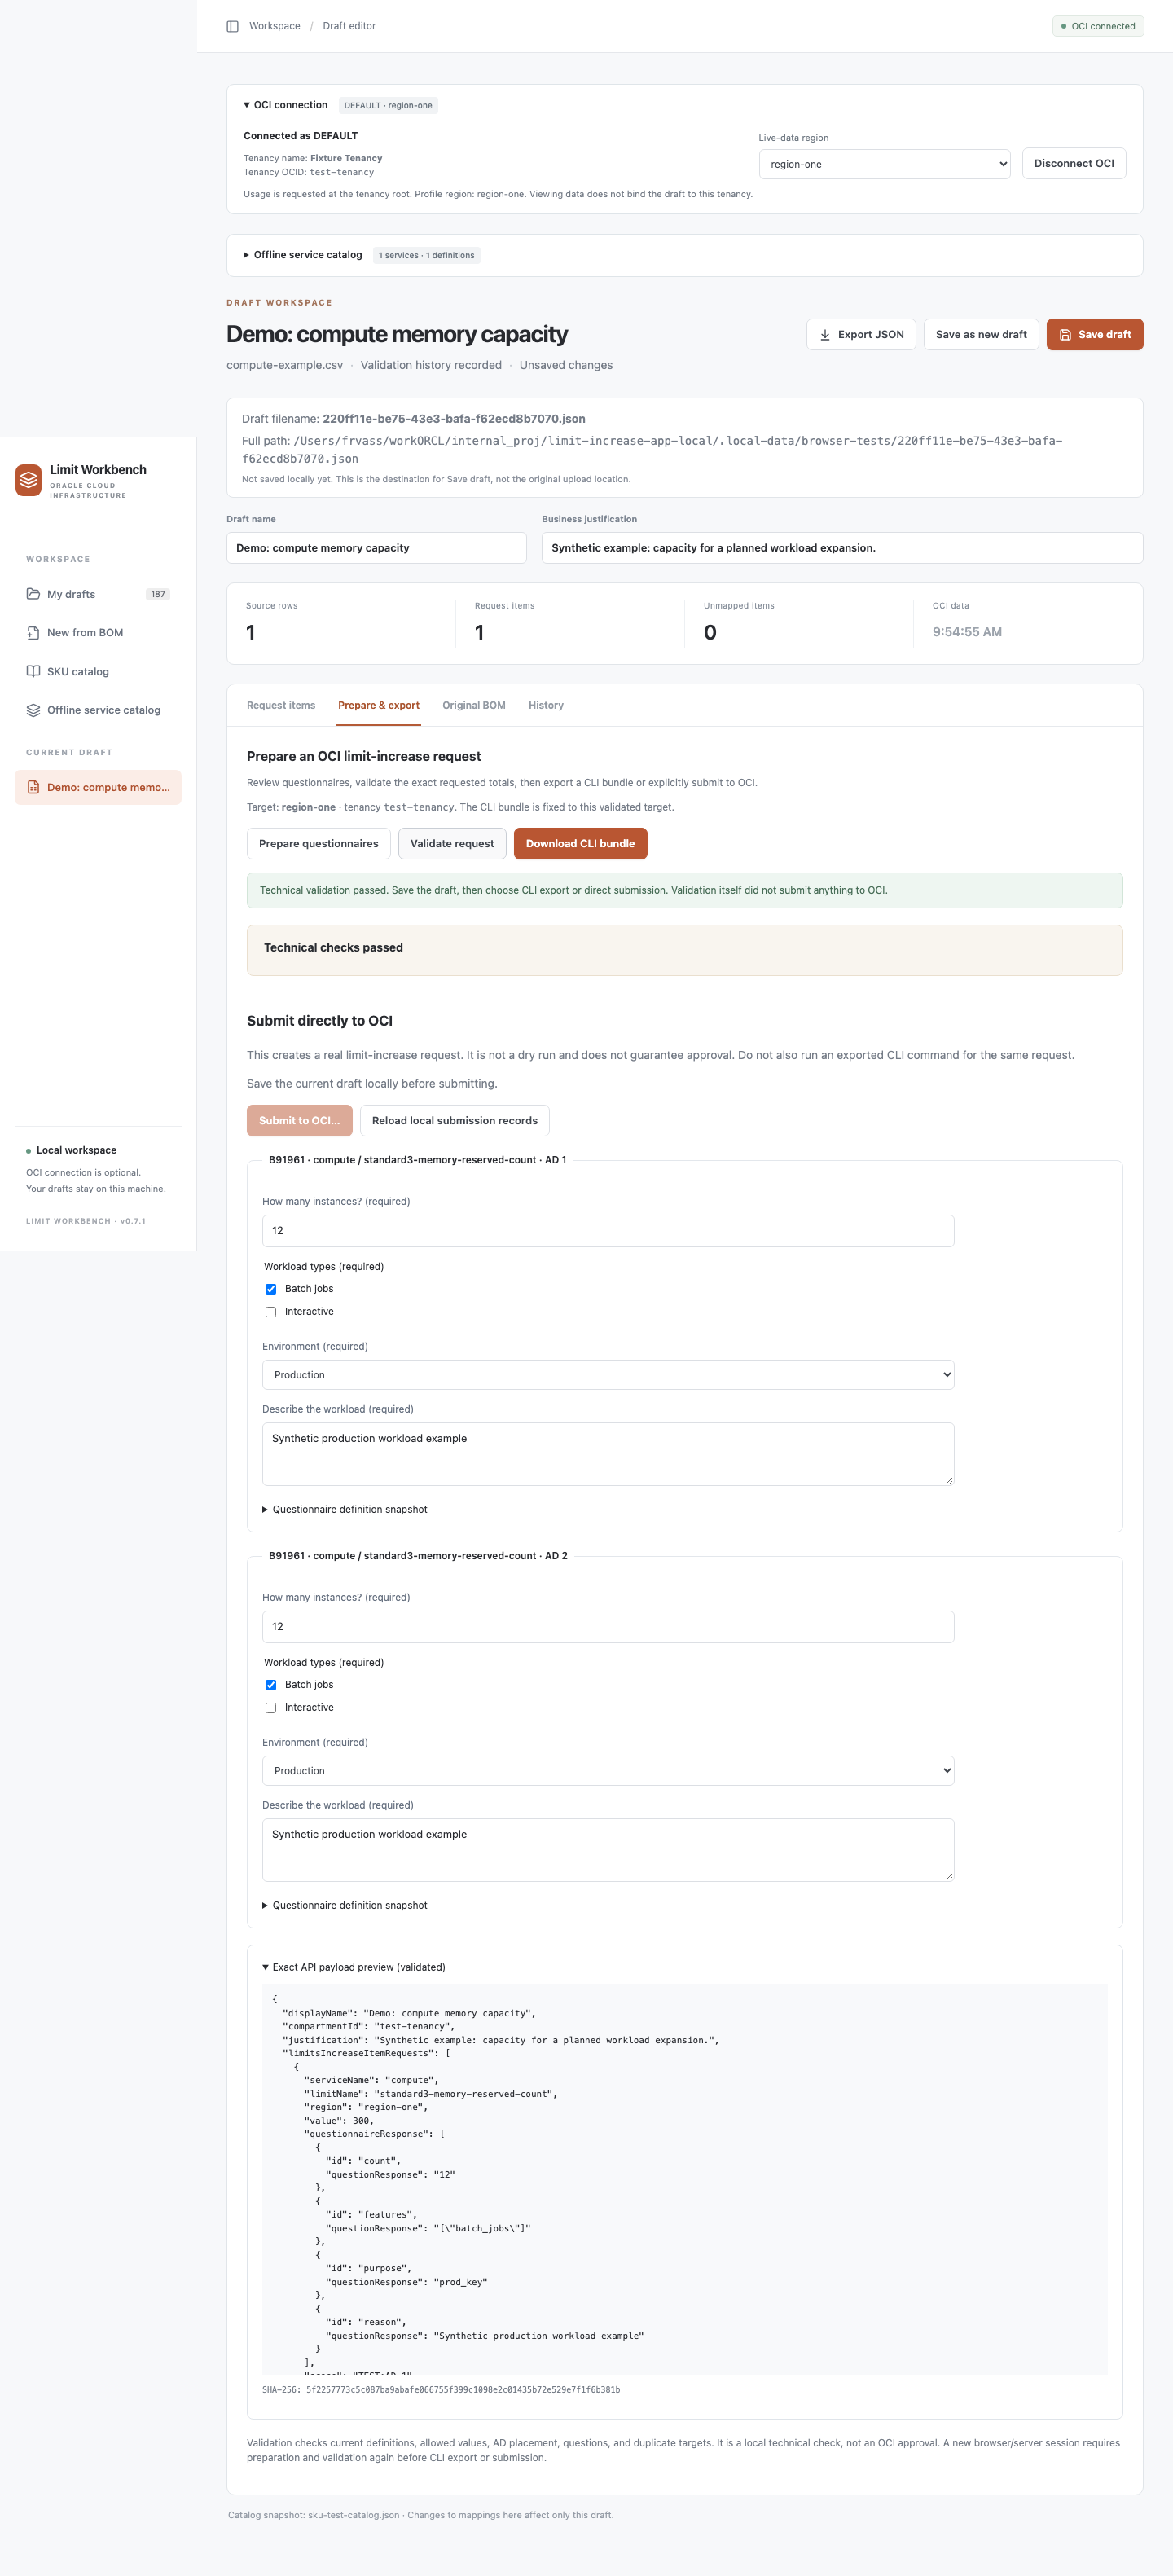 Workspace / Draft editor
OCI connected
OCI connection DEFAULT · region-one
Connected as DEFAULT
Tenancy name: Fixture Tenancy
Tenancy OCID: test-tenancy
Live-data region
region-one
Disconnect OCI
Usage is requested at the tenancy root. Profile region: region-one. Viewing data does not bind the draft to this tenancy.
Offline service catalog 1 services · 1 definitions
DRAFT WORKSPACE
Demo: compute memory capacity
Export JSON
Save as new draft
Save draft
compute-example.csv · Validation history recorded · Unsaved changes
Draft filename: 220ff11e-be75-43e3-bafa-f62ecd8b7070.json
Full path: /Users/frvass/workORCL/internal_proj/limit-increase-app-local/.local-data/browser-tests/220ff11e-be75-43e3-bafa-
f62ecd8b7070.json
Not saved locally yet. This is the destination for Save draft, not the original upload location.
Limit Workbench
ORACLE CLOUD
INFRASTRUCTURE
WORKSPACE
My drafts 187
New from BOM
SKU catalog
Offline service catalog
CURRENT DRAFT
Demo: compute memo...
Local workspace
OCI connection is optional.
Your drafts stay on this machine.
LIMIT WORKBENCH · v0.7.1
Draft name
Demo: compute memory capacity
Business justification
Synthetic example: capacity for a planned workload expansion.
Source rows
1
Request items
1
Unmapped items
0
OCI data
9:54:55 AM
Request items
Prepare & export
Original BOM
History
Prepare an OCI limit-increase request
Review questionnaires, validate the exact requested totals, then export a CLI bundle or explicitly submit to OCI.
Target: region-one · tenancy test-tenancy. The CLI bundle is fixed to this validated target.
Prepare questionnaires
Validate request
Download CLI bundle
Technical validation passed. Save the draft, then choose CLI export or direct submission. Validation itself did not submit anything to OCI.
Technical checks passed
Submit directly to OCI
This creates a real limit-increase request. It is not a dry run and does not guarantee approval. Do not also run an exported CLI command for the same request.
Save the current draft locally before submitting.
Submit to OCI...
Reload local submission records
B91961 · compute / standard3-memory-reserved-count · AD 1
How many instances? (required)
12
Workload types (required)
Batch jobs
Interactive
Environment (required)
Production
Describe the workload (required)
Synthetic production workload example
Questionnaire definition snapshot
B91961 · compute / standard3-memory-reserved-count · AD 2
How many instances? (required)
12
Workload types (required)
Batch jobs
Interactive
Environment (required)
Production
Describe the workload (required)
Synthetic production workload example
Questionnaire definition snapshot
Exact API payload preview (validated)
{
"displayName": "Demo: compute memory capacity",
"compartmentId": "test-tenancy",
"justification": "Synthetic example: capacity for a planned workload expansion.",
"limitsIncreaseItemRequests": [
{
"serviceName": "compute",
"limitName": "standard3-memory-reserved-count",
"region": "region-one",
"value": 300,
"questionnaireResponse": [
{
"id": "count",
"questionResponse": "12"
},
{
"id": "features",
"questionResponse": "[\"batch_jobs\"]"
},
{
"id": "purpose",
"questionResponse": "prod_key"
},
{
"id": "reason",
"questionResponse": "Synthetic production workload example"
}
],
SHA-256: 5f2257773c5c087ba9abafe066755f399c1098e2c01435b72e529e7f1f6b381b
Validation checks current definitions, allowed values, AD placement, questions, and duplicate targets. It is a local technical check, not an OCI approval. A new browser/server session requires
preparation and validation again before CLI export or submission.
Catalog snapshot: sku-test-catalog.json · Changes to mappings here affect only this draft.